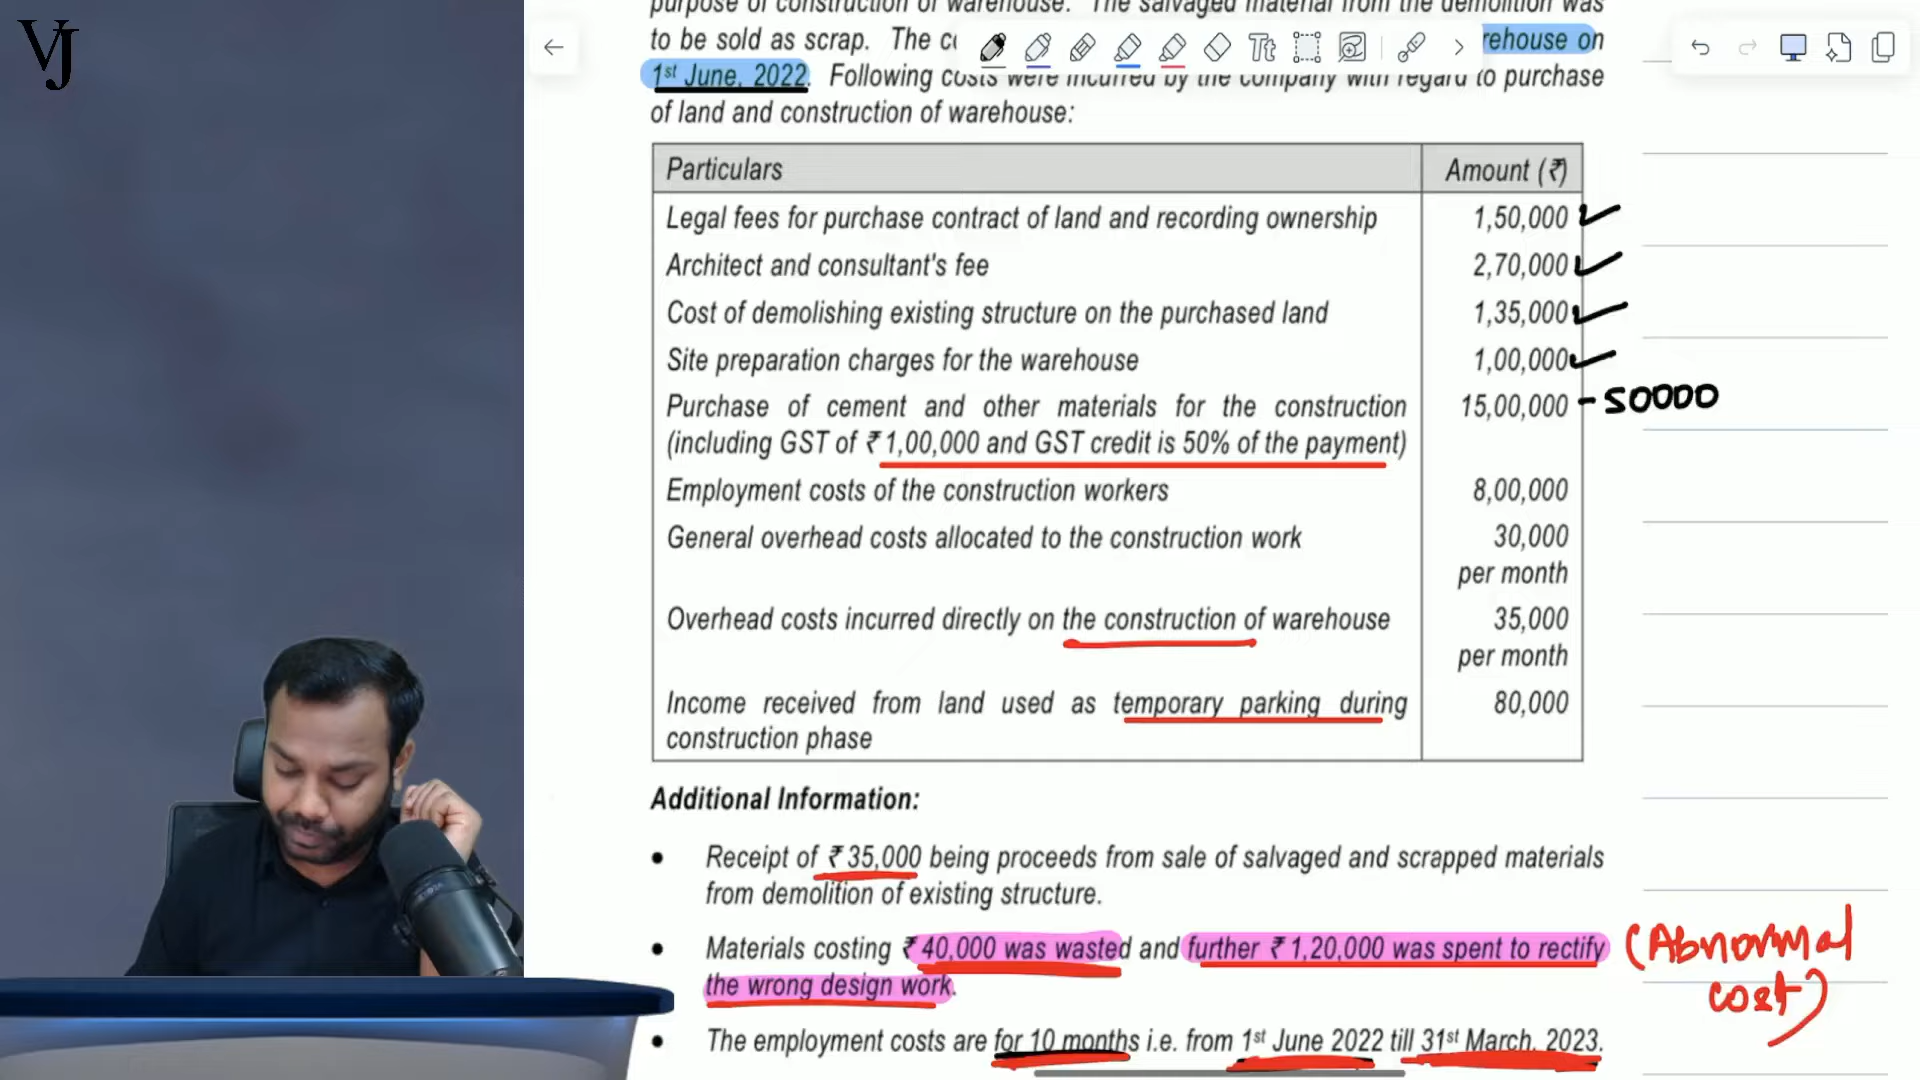 VJ
purpose of construction of warehouse. The salvaged material from the demolition was
to be sold as scrap. The
rehouse on
Tt
1st June, 2022. Following costs were incurred by the company with regard to purchase
of land and construction of warehouse:
Particulars Amount (₹)
Legal fees for purchase contract of land and recording ownership 1,50,000
Architect and consultant's fee 2,70,000
Cost of demolishing existing structure on the purchased land 1,35,000
Site preparation charges for the warehouse 1,00,000
Purchase of cement and other materials for the construction 15,00,000 - 50000
(including GST of ₹ 1,00,000 and GST credit is 50% of the payment)
Employment costs of the construction workers 8,00,000
General overhead costs allocated to the construction work 30,000
per month
Overhead costs incurred directly on the construction of warehouse 35,000
per month
Income received from land used as temporary parking during 80,000
construction phase
Additional Information:
• Receipt of ₹ 35,000 being proceeds from sale of salvaged and scrapped materials
from demolition of existing structure.
• Materials costing ₹ 40,000 was wasted and further ₹ 1,20,000 was spent to rectify
the wrong design work.
(Abnormal
cost)
• The employment costs are for 10 months i.e. from 1st June 2022 till 31st March, 2023.